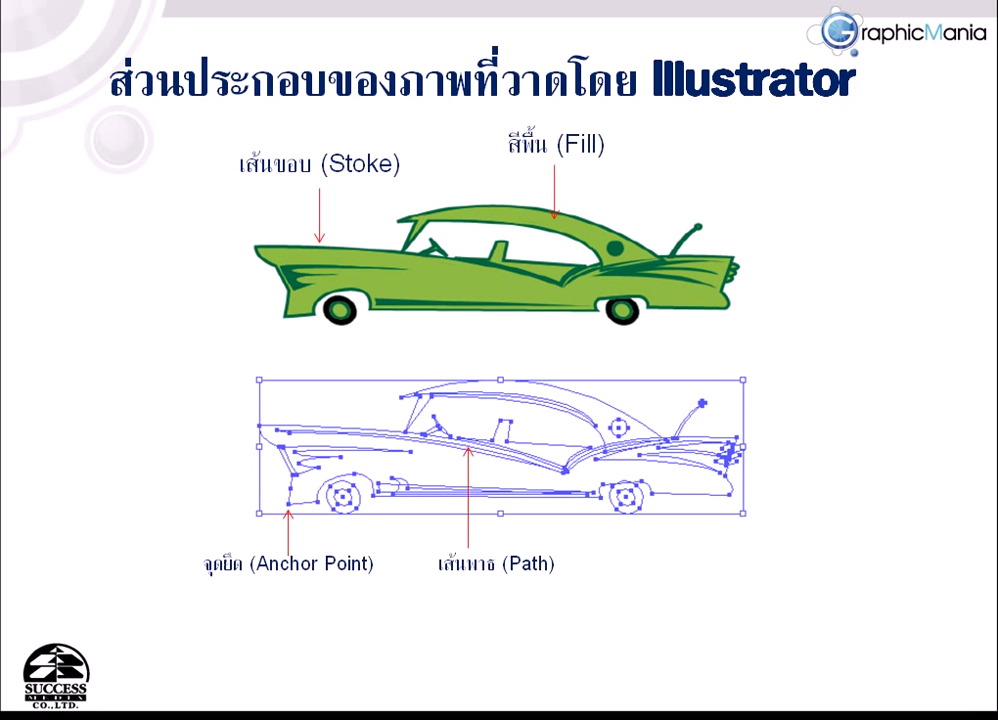 GraphicMania
ส่วนประกอบของภาพที่วาดโดย Illustrator
สีพื้น (Fill)
เส้นขอบ (Stoke)
จุดยึด (Anchor Point)
เส้นพาธ (Path)
SUCCESS
MEDIA
CO.,LTD.